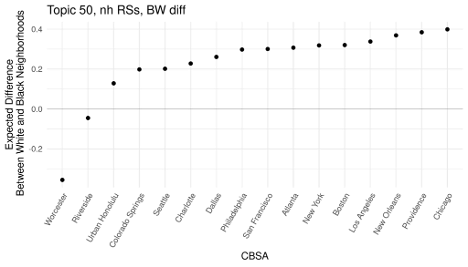 Topic 50, nh RSs, BW diff
Expected Difference
Between White and Black Neighborhoods
0.4
0.2
0.0
-0.2
Worcester
Riverside
Urban Honolulu
Colorado Springs
Seattle
Charlotte
Dallas
Philadelphia
San Francisco
Atlanta
New York
Boston
Los Angeles
New Orleans
Providence
Chicago
CBSA